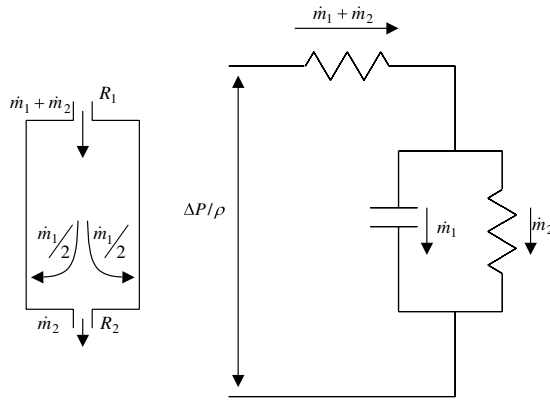 ṁ₁ + ṁ₂
ṁ₁ + ṁ₂
R₁
ΔP/ρ
ṁ₁/2
ṁ₁/2
ṁ₁
ṁ₂
ṁ₂
R₂